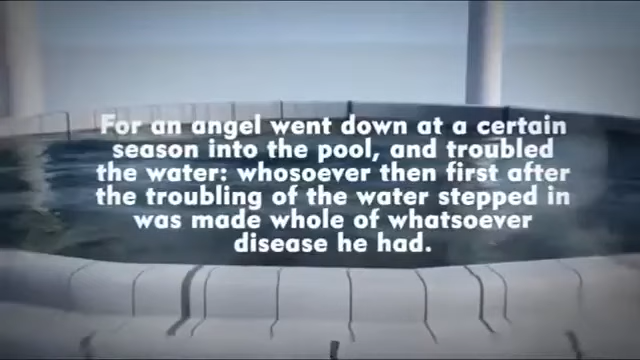 For an angel went down at a certain
season into the pool, and troubled
the water: whosoever then first after
the troubling of the water stepped in
was made whole of whatsoever
disease he had.